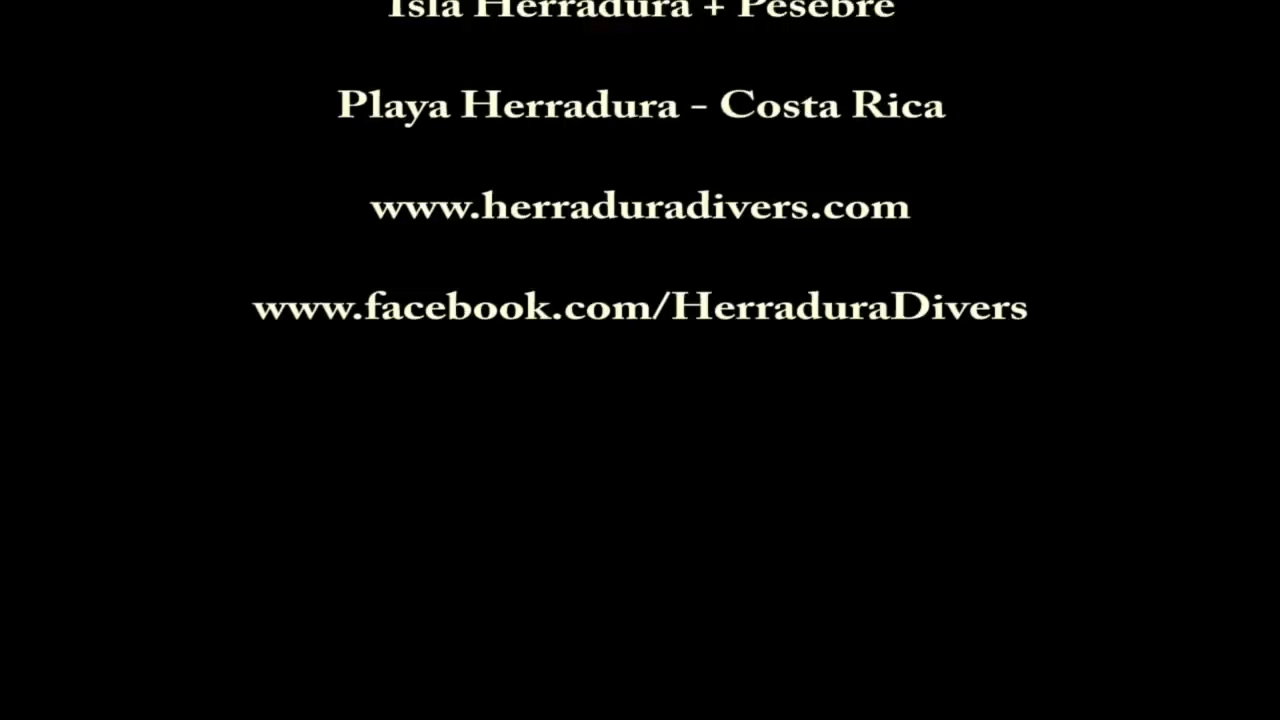 Isla Herradura + Pesebre
Playa Herradura - Costa Rica
www.herraduradivers.com
www.facebook.com/HerraduraDivers